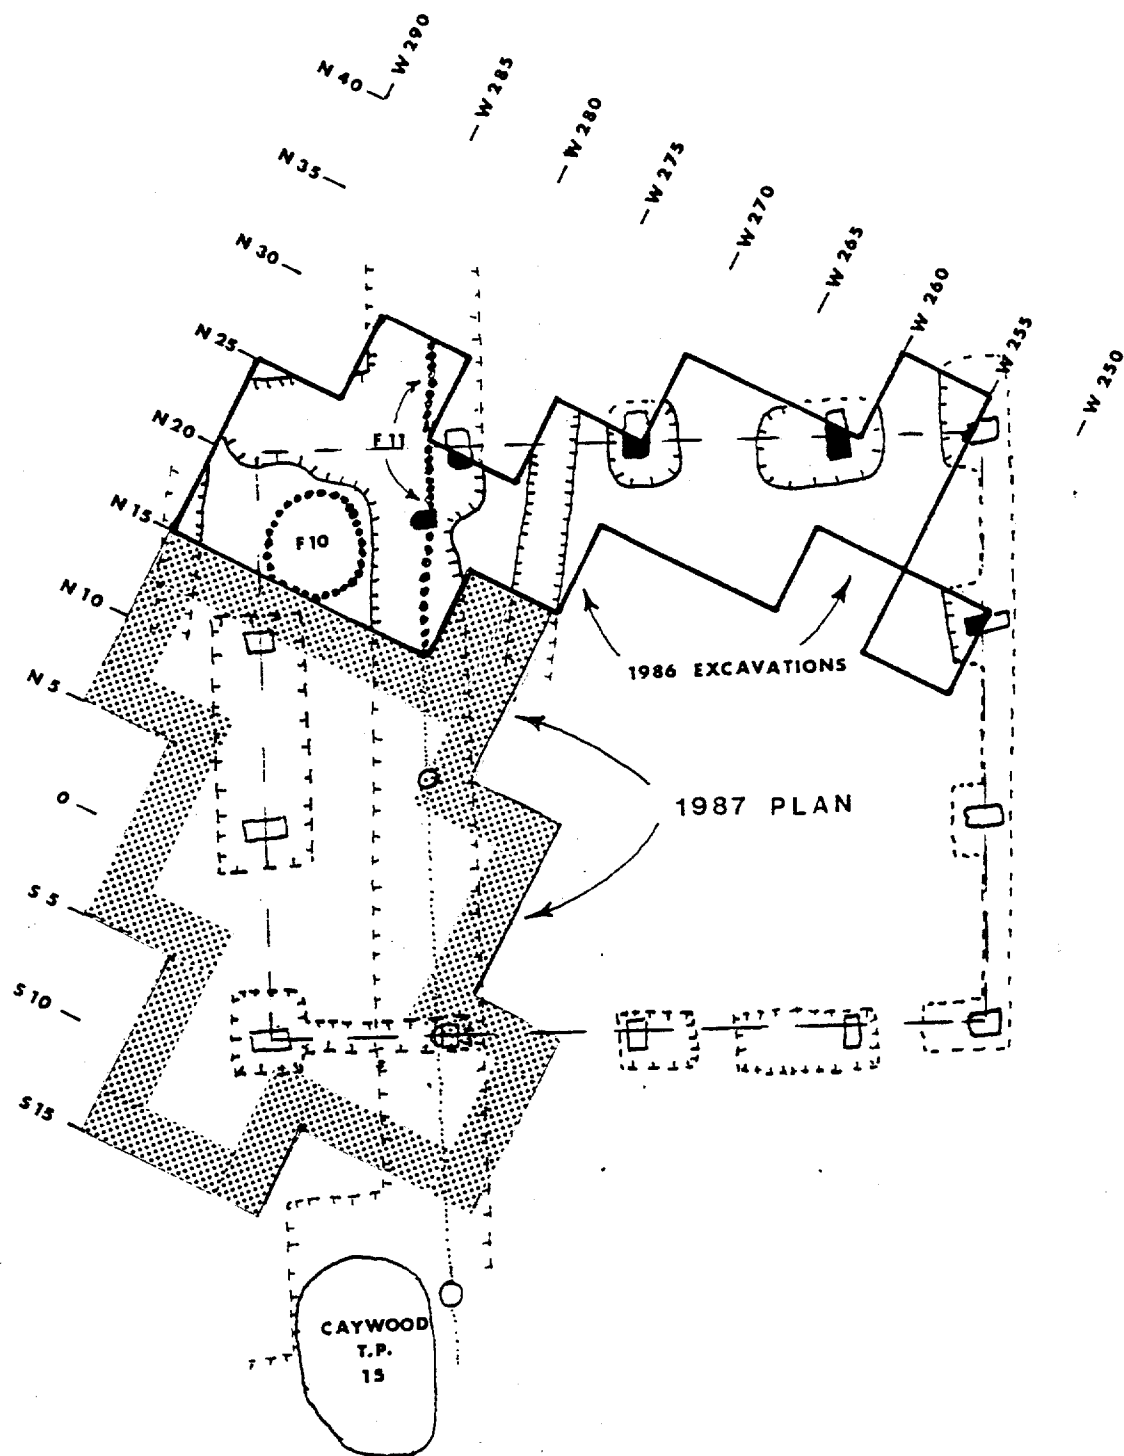 N 40
W 290
W 285
W 280
W 275
W 270
W 265
W 260
W 255
W 250
N 35
N 30
N 25
N 20
N 15
N 10
N 5
0
S 5
S 10
S 15
F 11
F 10
1986 EXCAVATIONS
1987 PLAN
CAYWOOD
T.P.
15